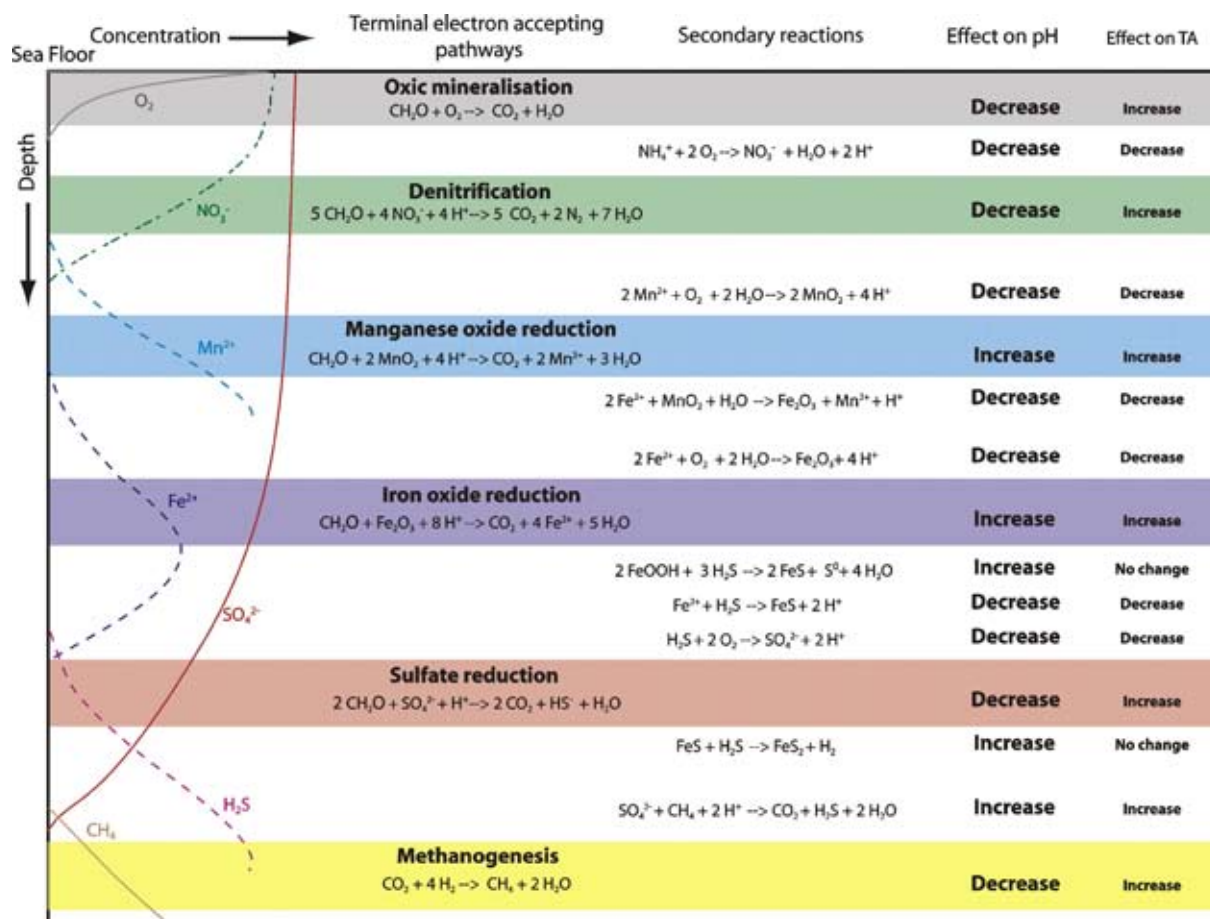 Concentration
Terminal electron accepting pathways
Secondary reactions
Effect on pH
Effect on TA
Sea Floor
Depth
O₂
Oxic mineralisation
CH₂O + O₂ --> CO₂ + H₂O
Decrease
Increase
NH₄⁺ + 2 O₂ --> NO₃⁻ + H₂O + 2 H⁺
Decrease
Decrease
NO₃⁻
Denitrification
5 CH₂O + 4 NO₃⁻ + 4 H⁺ --> 5 CO₂ + 2 N₂ + 7 H₂O
Decrease
Increase
2 Mn²⁺ + O₂ + 2 H₂O --> 2 MnO₂ + 4 H⁺
Decrease
Decrease
Mn²⁺
Manganese oxide reduction
CH₂O + 2 MnO₂ + 4 H⁺ --> CO₂ + 2 Mn²⁺ + 3 H₂O
Increase
Increase
2 Fe²⁺ + MnO₂ + H₂O --> Fe₂O₃ + Mn²⁺ + H⁺
Decrease
Decrease
2 Fe²⁺ + O₂ + 2 H₂O --> Fe₂O₃ + 4 H⁺
Decrease
Decrease
Fe²⁺
Iron oxide reduction
CH₂O + Fe₂O₃ + 8 H⁺ --> CO₂ + 4 Fe²⁺ + 5 H₂O
Increase
Increase
2 FeOOH + 3 H₂S --> 2 FeS + S⁰ + 4 H₂O
Increase
No change
Fe²⁺ + H₂S --> FeS + 2 H⁺
Decrease
Decrease
SO₄²⁻
H₂S + 2 O₂ --> SO₄²⁻ + 2 H⁺
Decrease
Decrease
Sulfate reduction
2 CH₂O + SO₄²⁻ + H⁺ --> 2 CO₂ + HS⁻ + H₂O
Decrease
Increase
FeS + H₂S --> FeS₂ + H₂
Increase
No change
H₂S
SO₄²⁻ + CH₄ + 2 H⁺ --> CO₂ + H₂S + 2 H₂O
Increase
Increase
CH₄
Methanogenesis
CO₂ + 4 H₂ --> CH₄ + 2 H₂O
Decrease
Increase